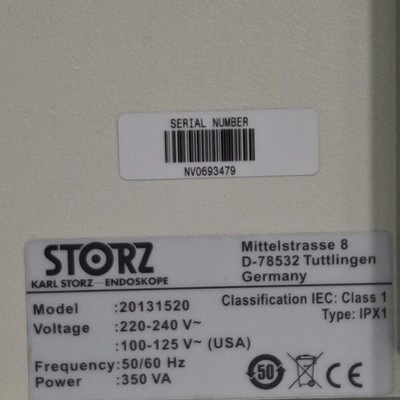 SERIAL NUMBER
NV0693479
STORZ
KARL STORZ—ENDOSKOPE
Mittelstrasse 8
D-78532 Tuttlingen
Germany
Model :20131520
Voltage :220-240 V~
:100-125 V~ (USA)
Frequency:50/60 Hz
Power :350 VA
Classification IEC: Class 1
Type: IPX1
50
CE